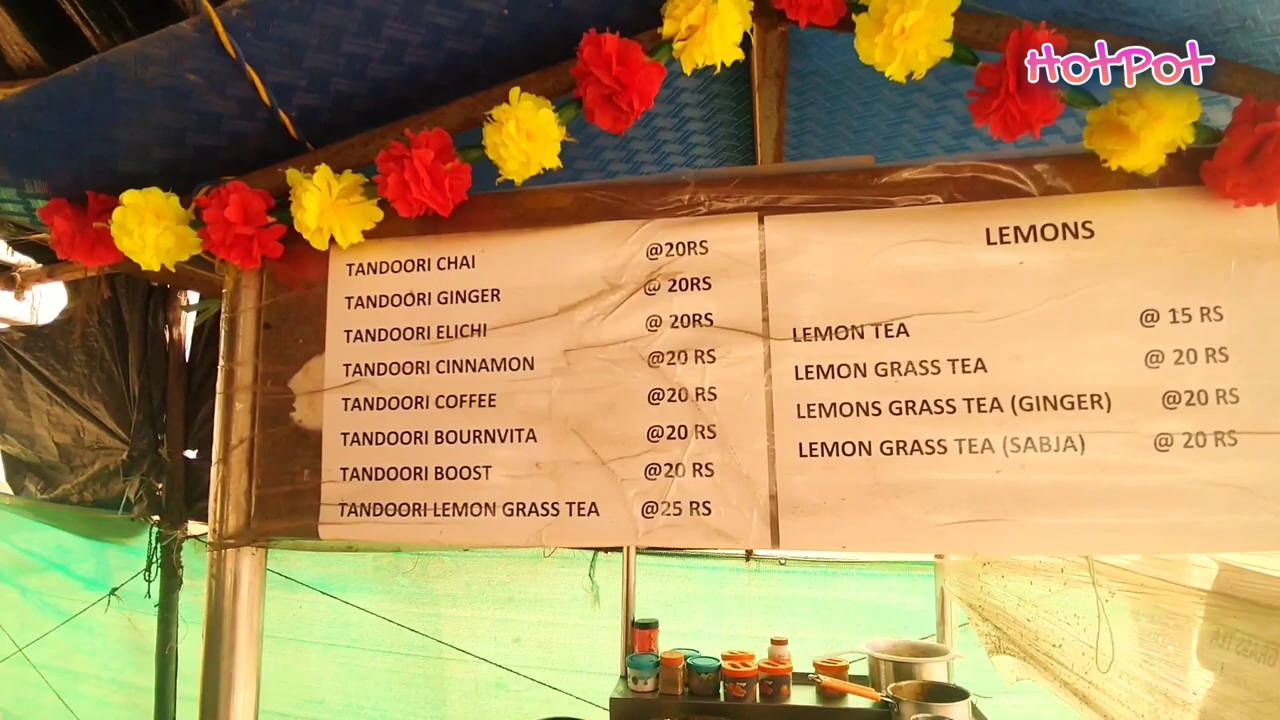 HotPot
TANDOORI CHAI @20RS
TANDOORI GINGER @ 20RS
TANDOORI ELICHI @ 20RS
TANDOORI CINNAMON @20 RS
TANDOORI COFFEE @20 RS
TANDOORI BOURNVITA @20 RS
TANDOORI BOOST @20 RS
TANDOORI LEMON GRASS TEA @25 RS
LEMONS
LEMON TEA @ 15 RS
LEMON GRASS TEA @ 20 RS
LEMONS GRASS TEA (GINGER) @20 RS
LEMON GRASS TEA (SABJA) @ 20 RS